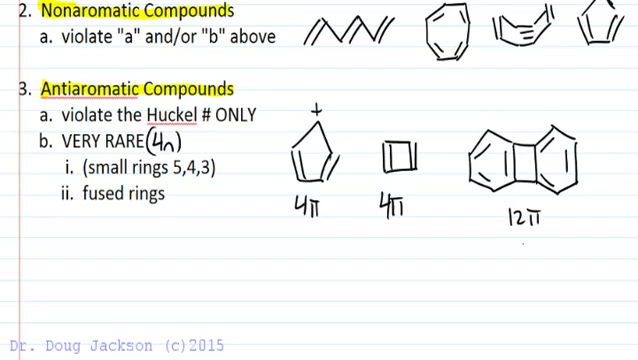 2. Nonaromatic Compounds
a. violate "a" and/or "b" above
3. Antiaromatic Compounds
a. violate the Huckel # ONLY
b. VERY RARE (4n)
i. (small rings 5,4,3)
ii. fused rings
+
4π 4π 12π
Dr. Doug Jackson (c)2015